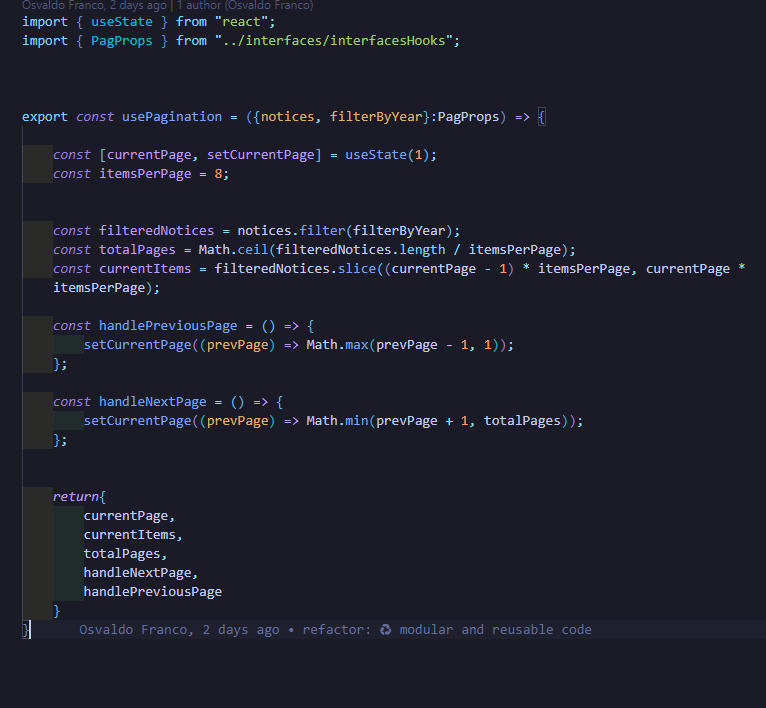 Osvaldo Franco, 2 days ago | 1 author (Osvaldo Franco)
import { useState } from "react";
import { PagProps } from "../interfaces/interfacesHooks";
export const usePagination = ({notices, filterByYear}:PagProps) => {
const [currentPage, setCurrentPage] = useState(1);
const itemsPerPage = 8;
const filteredNotices = notices.filter(filterByYear);
const totalPages = Math.ceil(filteredNotices.length / itemsPerPage);
const currentItems = filteredNotices.slice((currentPage - 1) * itemsPerPage, currentPage *
itemsPerPage);
const handlePreviousPage = () => {
setCurrentPage((prevPage) => Math.max(prevPage - 1, 1));
};
const handleNextPage = () => {
setCurrentPage((prevPage) => Math.min(prevPage + 1, totalPages));
};
return{
currentPage,
currentItems,
totalPages,
handleNextPage,
handlePreviousPage
}
} Osvaldo Franco, 2 days ago • refactor: ♻ modular and reusable code